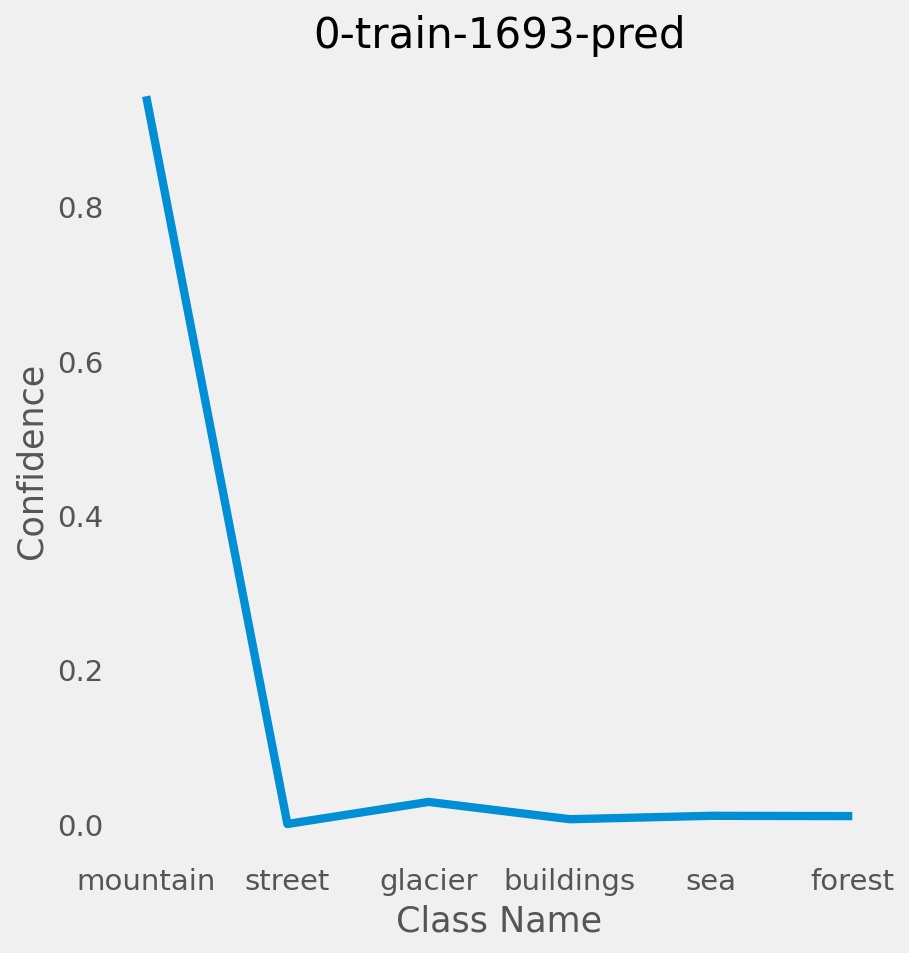 0-train-1693-pred
0.8
0.6
0.4
0.2
0.0
Confidence
mountain street glacier buildings sea forest
Class Name